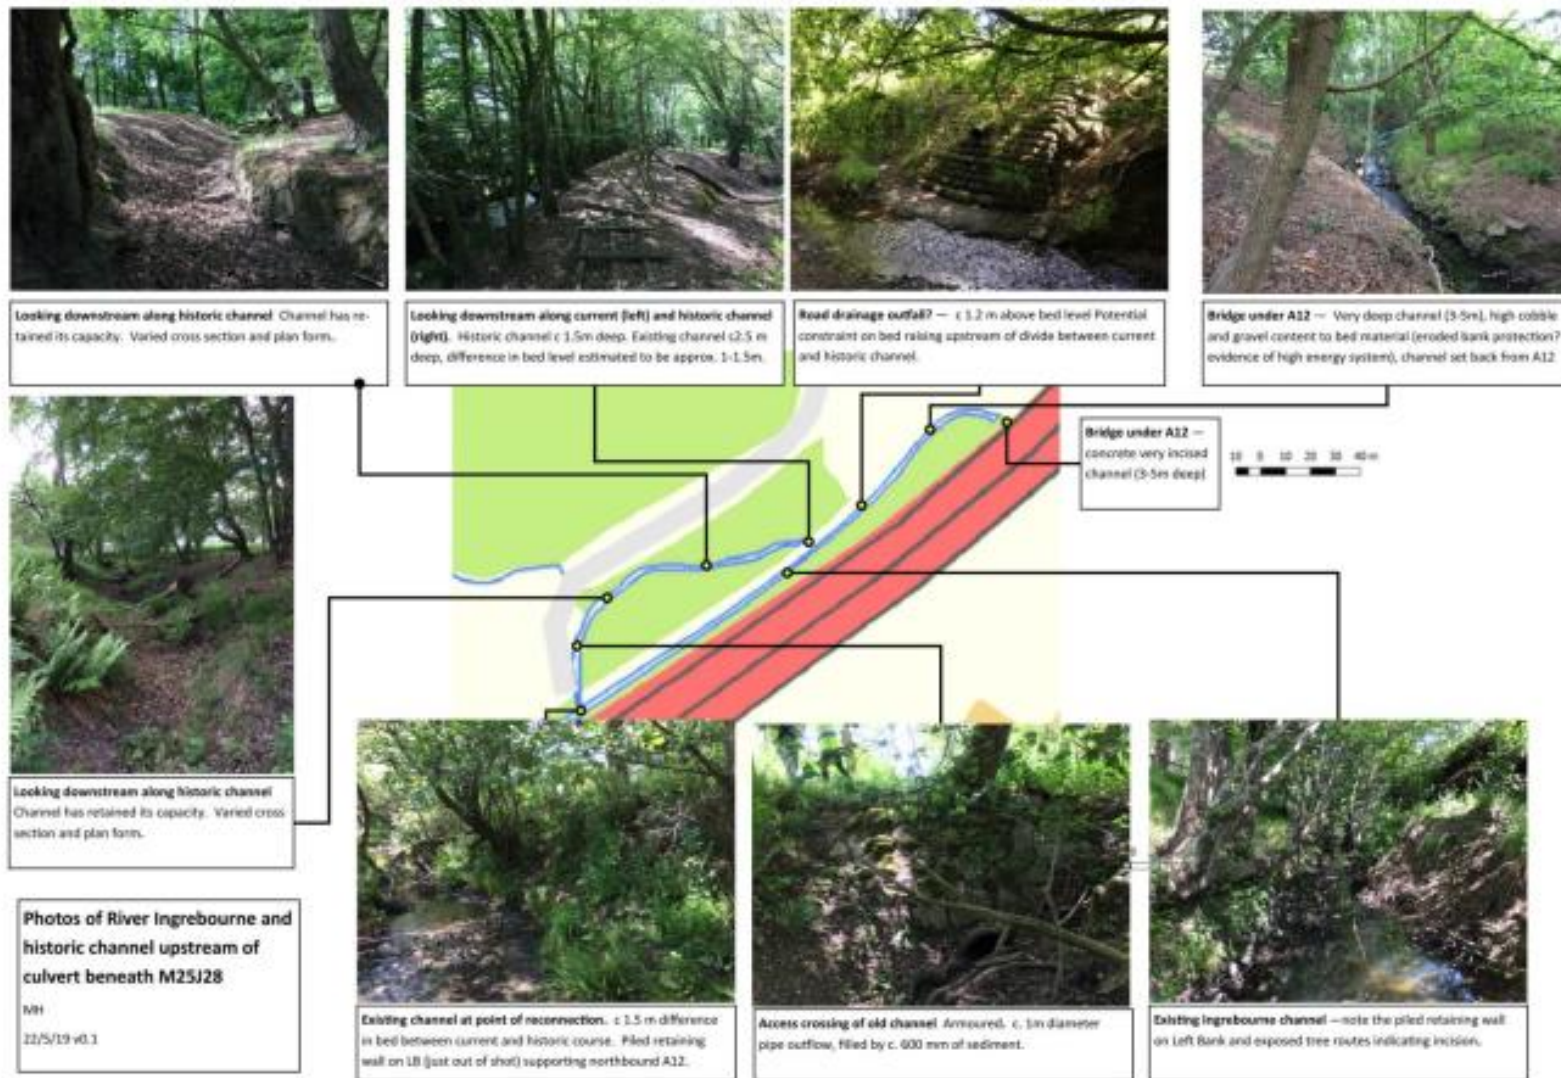 Looking downstream along historic channel Channel has re-
tained its capacity. Varied cross section and plan form.
Looking downstream along current (left) and historic channel
(right). Historic channel c 1.5m deep. Existing channel c2.5 m
deep, difference in bed level estimated to be approx. 1-1.5m.
Road drainage outfall? — c 1.2 m above bed level Potential
constraint on bed raising upstream of divide between current
and historic channel.
Bridge under A12 — Very deep channel (3-5m), high cobble
and gravel content to bed material (eroded bank protection?
evidence of high energy system), channel set back from A12
Bridge under A12 —
concrete very incised
channel (3-5m deep)
10 0 10 20 30 40 m
Looking downstream along historic channel
Channel has retained its capacity. Varied cross
section and plan form.
Photos of River Ingrebourne and
historic channel upstream of
culvert beneath M25J28
MH
22/5/19 v0.1
Existing channel at point of reconnection. c 1.5 m difference
in bed between current and historic course. Piled retaining
wall on LB (just out of shot) supporting northbound A12.
Access crossing of old channel Armoured. c. 1m diameter
pipe outflow, filled by c. 600 mm of sediment.
Existing Ingrebourne channel —note the piled retaining wall
on Left Bank and exposed tree routes indicating incision.